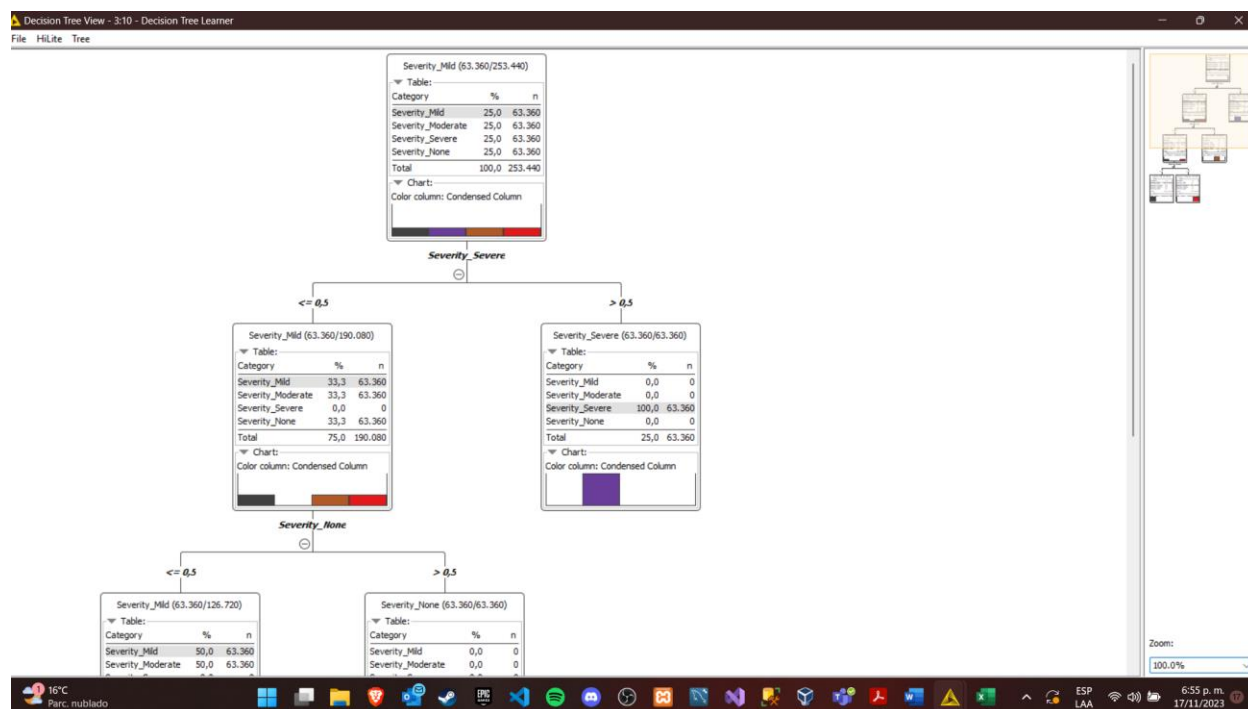 Decision Tree View - 3:10 - Decision Tree Learner
File HiLite Tree
Severity_Mild (63.360/253.440)
Table:
Category % n
Severity_Mild 25,0 63.360
Severity_Moderate 25,0 63.360
Severity_Severe 25,0 63.360
Severity_None 25,0 63.360
Total 100,0 253.440
Chart:
Color column: Condensed Column
Severity_Severe
<= 0,5
> 0,5
Severity_Mild (63.360/190.080)
Table:
Category % n
Severity_Mild 33,3 63.360
Severity_Moderate 33,3 63.360
Severity_Severe 0,0 0
Severity_None 33,3 63.360
Total 75,0 190.080
Chart:
Color column: Condensed Column
Severity_Severe (63.360/63.360)
Table:
Category % n
Severity_Mild 0,0 0
Severity_Moderate 0,0 0
Severity_Severe 100,0 63.360
Severity_None 0,0 0
Total 25,0 63.360
Chart:
Color column: Condensed Column
Severity_None
<= 0,5
> 0,5
Severity_Mild (63.360/126.720)
Table:
Category % n
Severity_Mild 50,0 63.360
Severity_Moderate 50,0 63.360
Severity_None (63.360/63.360)
Table:
Category % n
Severity_Mild 0,0 0
Severity_Moderate 0,0 0
Zoom:
100.0%
1
16°C
Parc. nublado
EPIC
ESP
LAA
6:55 p. m.
17/11/2023
17